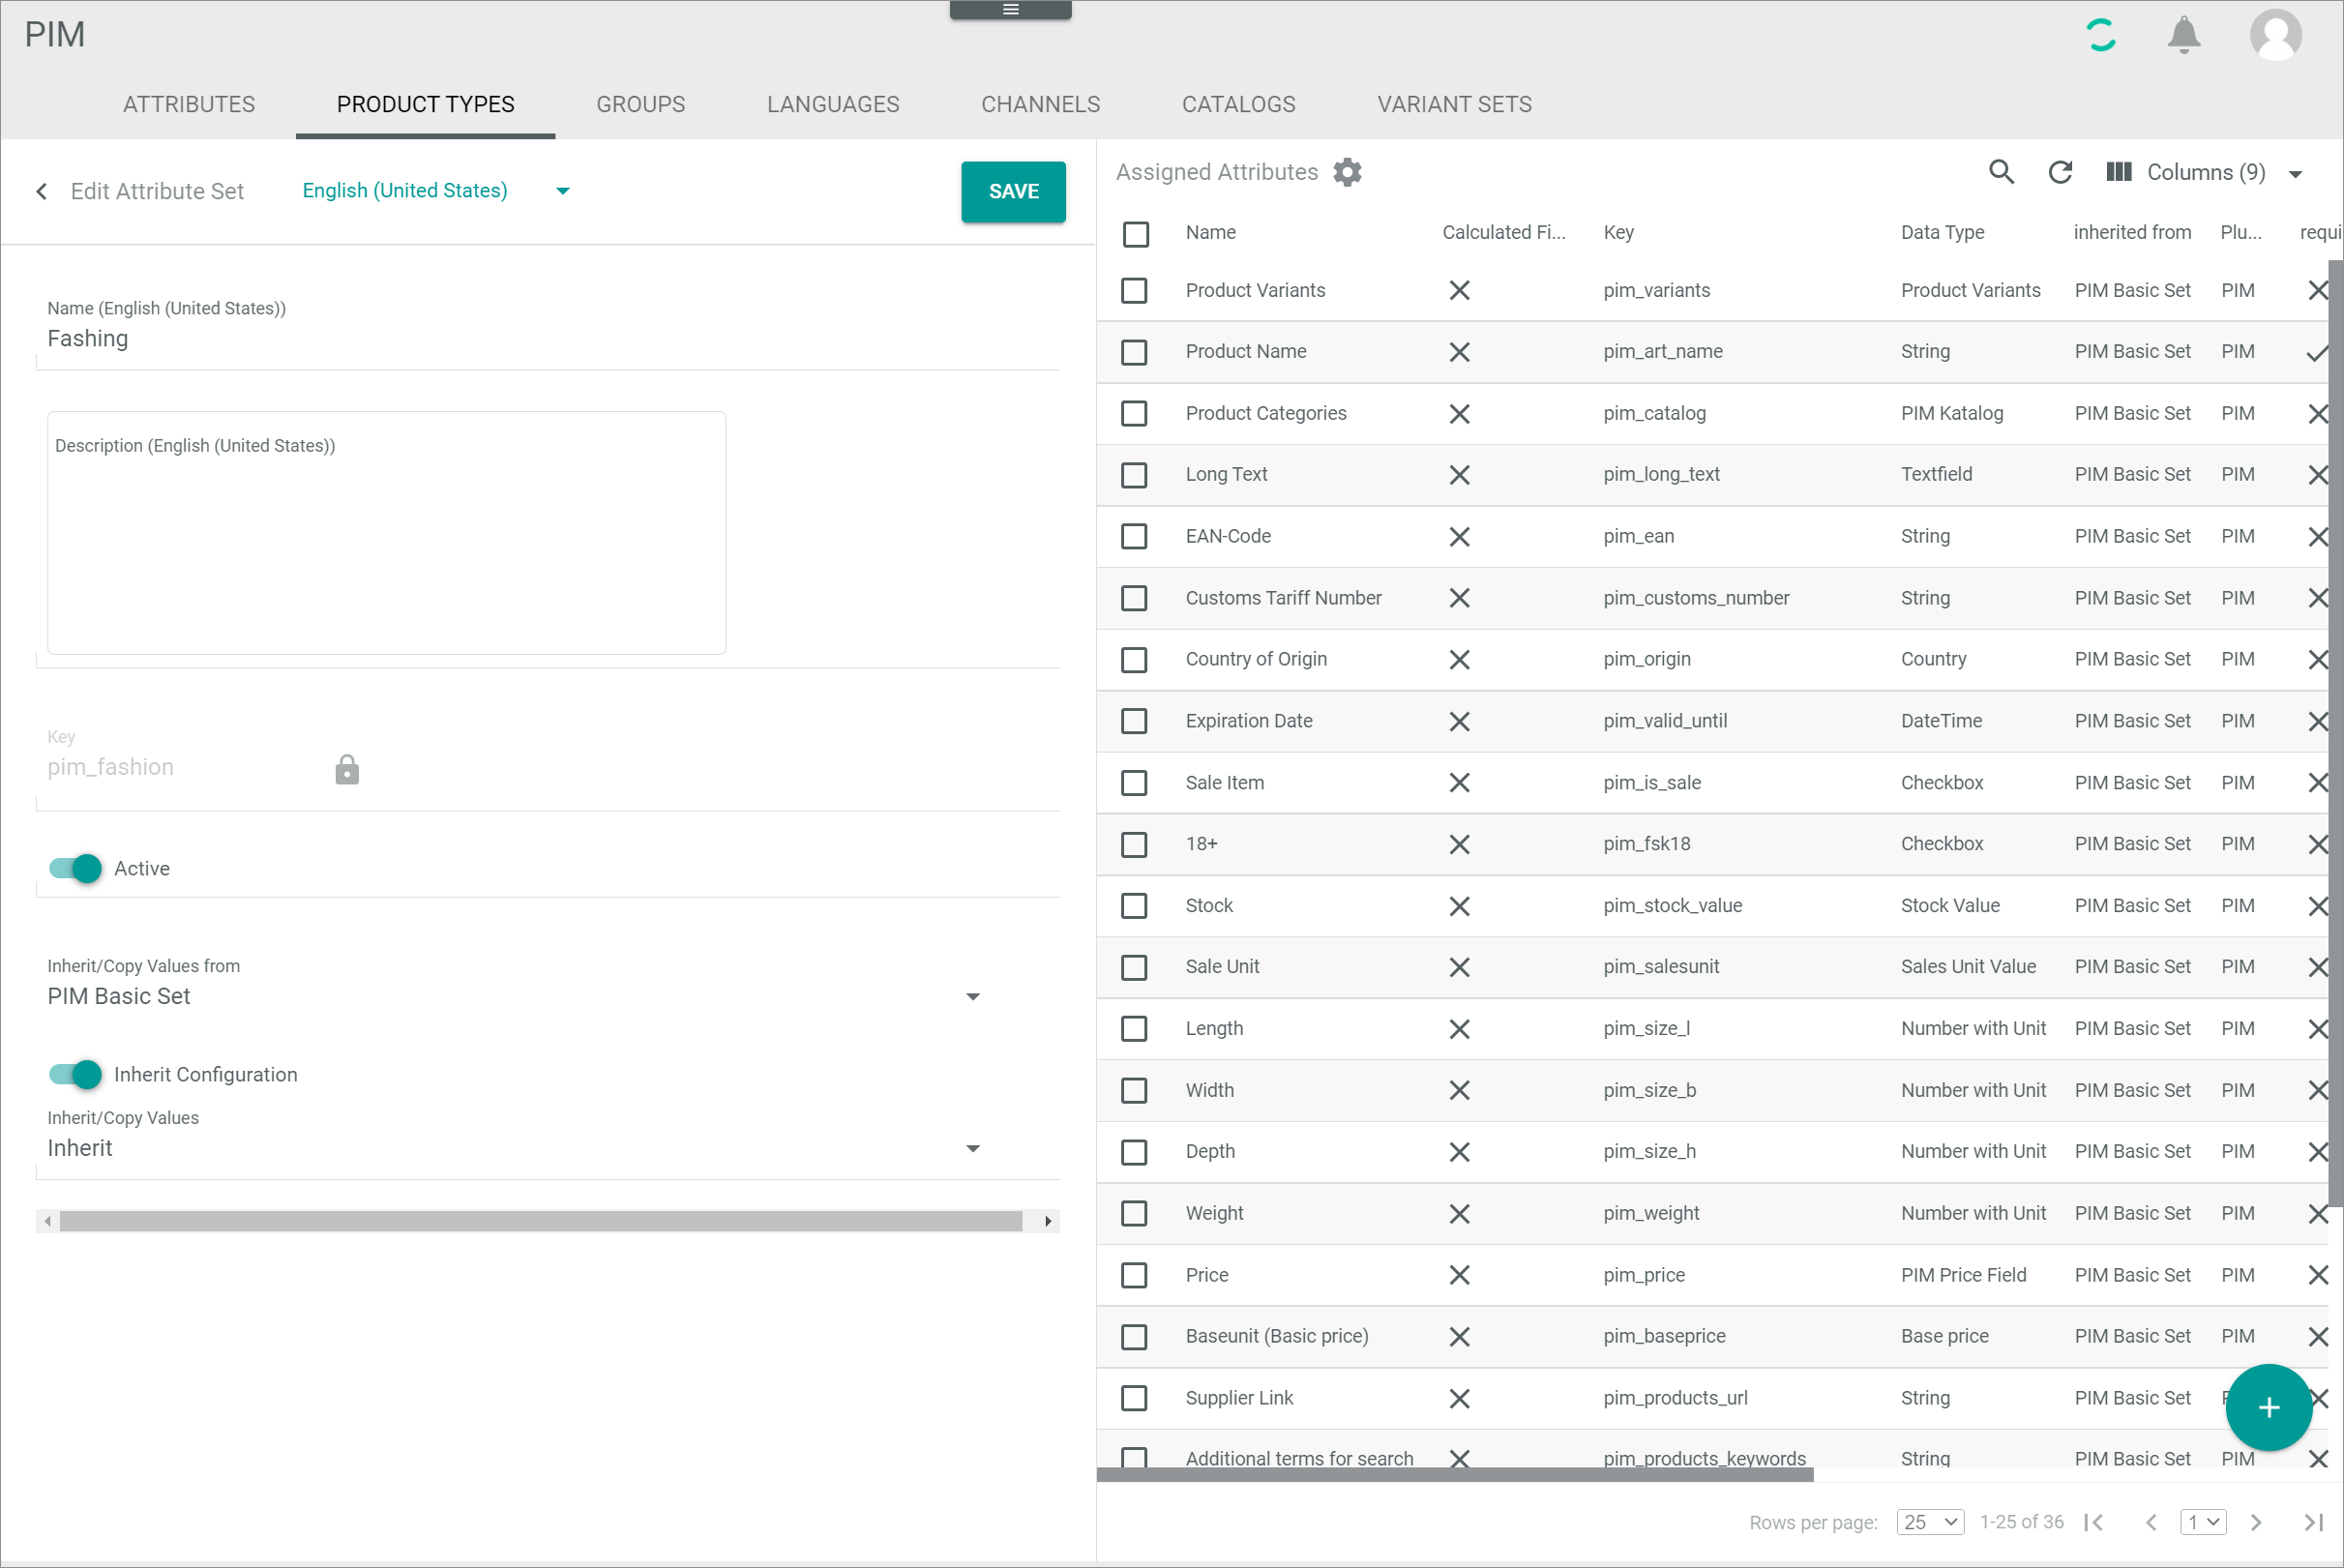 PIM
ATTRIBUTES PRODUCT TYPES GROUPS LANGUAGES CHANNELS CATALOGS VARIANT SETS
Edit Attribute Set English (United States) SAVE
Name (English (United States))
Fashing
Description (English (United States))
Key
pim_fashion
Active
Inherit/Copy Values from
PIM Basic Set
Inherit Configuration
Inherit/Copy Values
Inherit
Assigned Attributes Columns (9)
Name Calculated Fi... Key Data Type inherited from Plu... requi
Product Variants pim_variants Product Variants PIM Basic Set PIM
Product Name pim_art_name String PIM Basic Set PIM
Product Categories pim_catalog PIM Katalog PIM Basic Set PIM
Long Text pim_long_text Textfield PIM Basic Set PIM
EAN-Code pim_ean String PIM Basic Set PIM
Customs Tariff Number pim_customs_number String PIM Basic Set PIM
Country of Origin pim_origin Country PIM Basic Set PIM
Expiration Date pim_valid_until DateTime PIM Basic Set PIM
Sale Item pim_is_sale Checkbox PIM Basic Set PIM
18+ pim_fsk18 Checkbox PIM Basic Set PIM
Stock pim_stock_value Stock Value PIM Basic Set PIM
Sale Unit pim_salesunit Sales Unit Value PIM Basic Set PIM
Length pim_size_l Number with Unit PIM Basic Set PIM
Width pim_size_b Number with Unit PIM Basic Set PIM
Depth pim_size_h Number with Unit PIM Basic Set PIM
Weight pim_weight Number with Unit PIM Basic Set PIM
Price pim_price PIM Price Field PIM Basic Set PIM
Baseunit (Basic price) pim_baseprice Base price PIM Basic Set PIM
Supplier Link pim_products_url String PIM Basic Set
Additional terms for search pim_products_keywords String PIM Basic Set PIM
Rows per page: 25 1-25 of 36 1